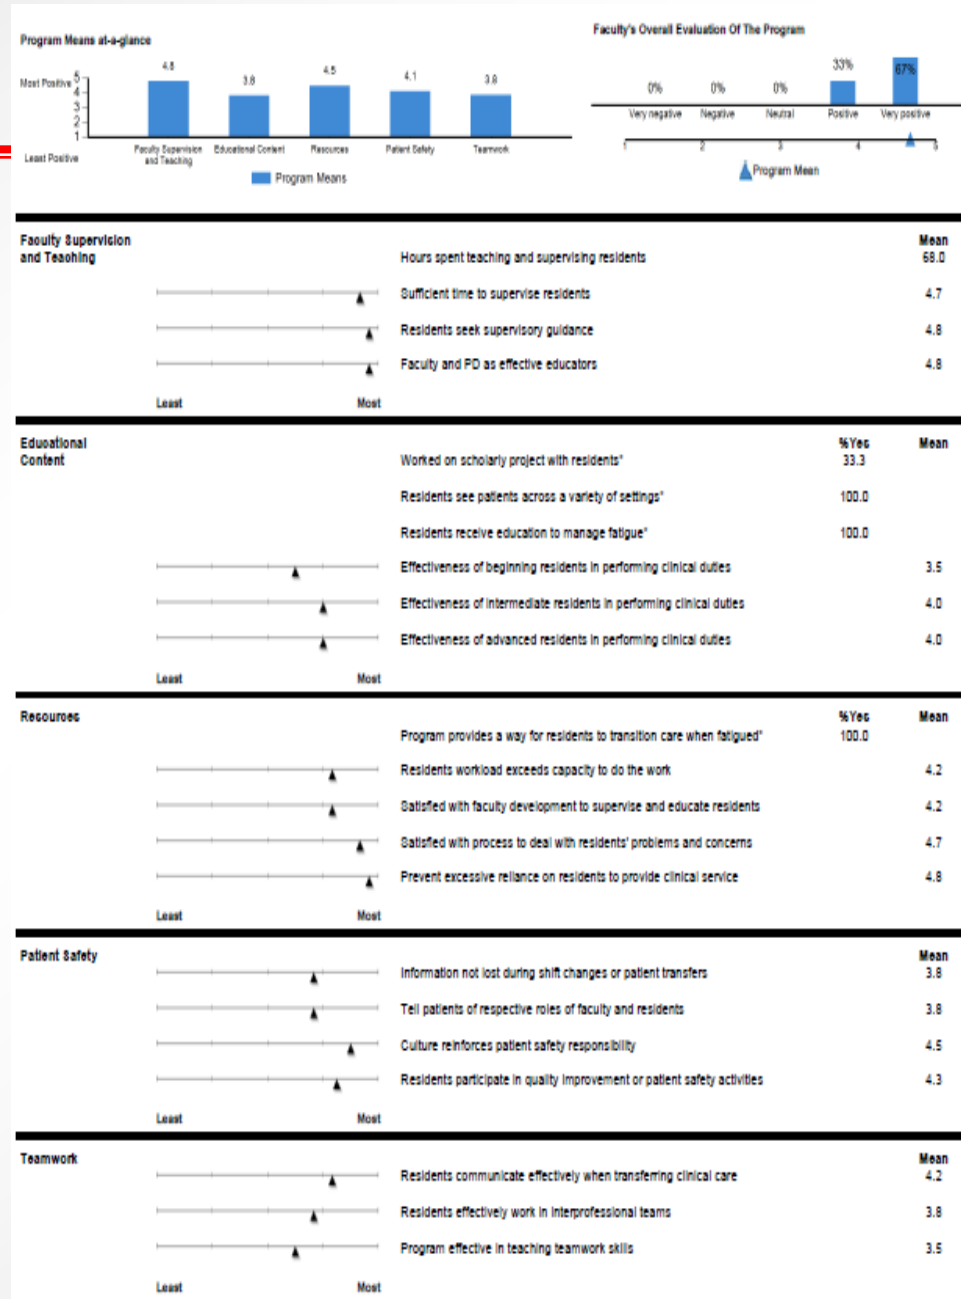 Program Means at-a-glance
Most Positive
5
4
3
2
1
Least Positive
4.8
3.8
4.5
4.1
3.8
Faculty Supervision
and Teaching
Educational Content
Resources
Patient Safety
Teamwork
Program Means
Faculty's Overall Evaluation Of The Program
0%
0%
0%
33%
67%
Very negative
Negative
Neutral
Positive
Very positive
1
2
3
4
5
Program Mean
Faculty Supervision
and Teaching
Mean
Hours spent teaching and supervising residents 68.0
Sufficient time to supervise residents 4.7
Residents seek supervisory guidance 4.8
Faculty and PD as effective educators 4.8
Least Most
Educational
Content
%Yes Mean
Worked on scholarly project with residents* 33.3
Residents see patients across a variety of settings* 100.0
Residents receive education to manage fatigue* 100.0
Effectiveness of beginning residents in performing clinical duties 3.5
Effectiveness of intermediate residents in performing clinical duties 4.0
Effectiveness of advanced residents in performing clinical duties 4.0
Least Most
Resources %Yes Mean
Program provides a way for residents to transition care when fatigued* 100.0
Residents workload exceeds capacity to do the work 4.2
Satisfied with faculty development to supervise and educate residents 4.2
Satisfied with process to deal with residents' problems and concerns 4.7
Prevent excessive reliance on residents to provide clinical service 4.8
Least Most
Patient Safety Mean
Information not lost during shift changes or patient transfers 3.8
Tell patients of respective roles of faculty and residents 3.8
Culture reinforces patient safety responsibility 4.5
Residents participate in quality improvement or patient safety activities 4.3
Least Most
Teamwork Mean
Residents communicate effectively when transferring clinical care 4.2
Residents effectively work in interprofessional teams 3.8
Program effective in teaching teamwork skills 3.5
Least Most